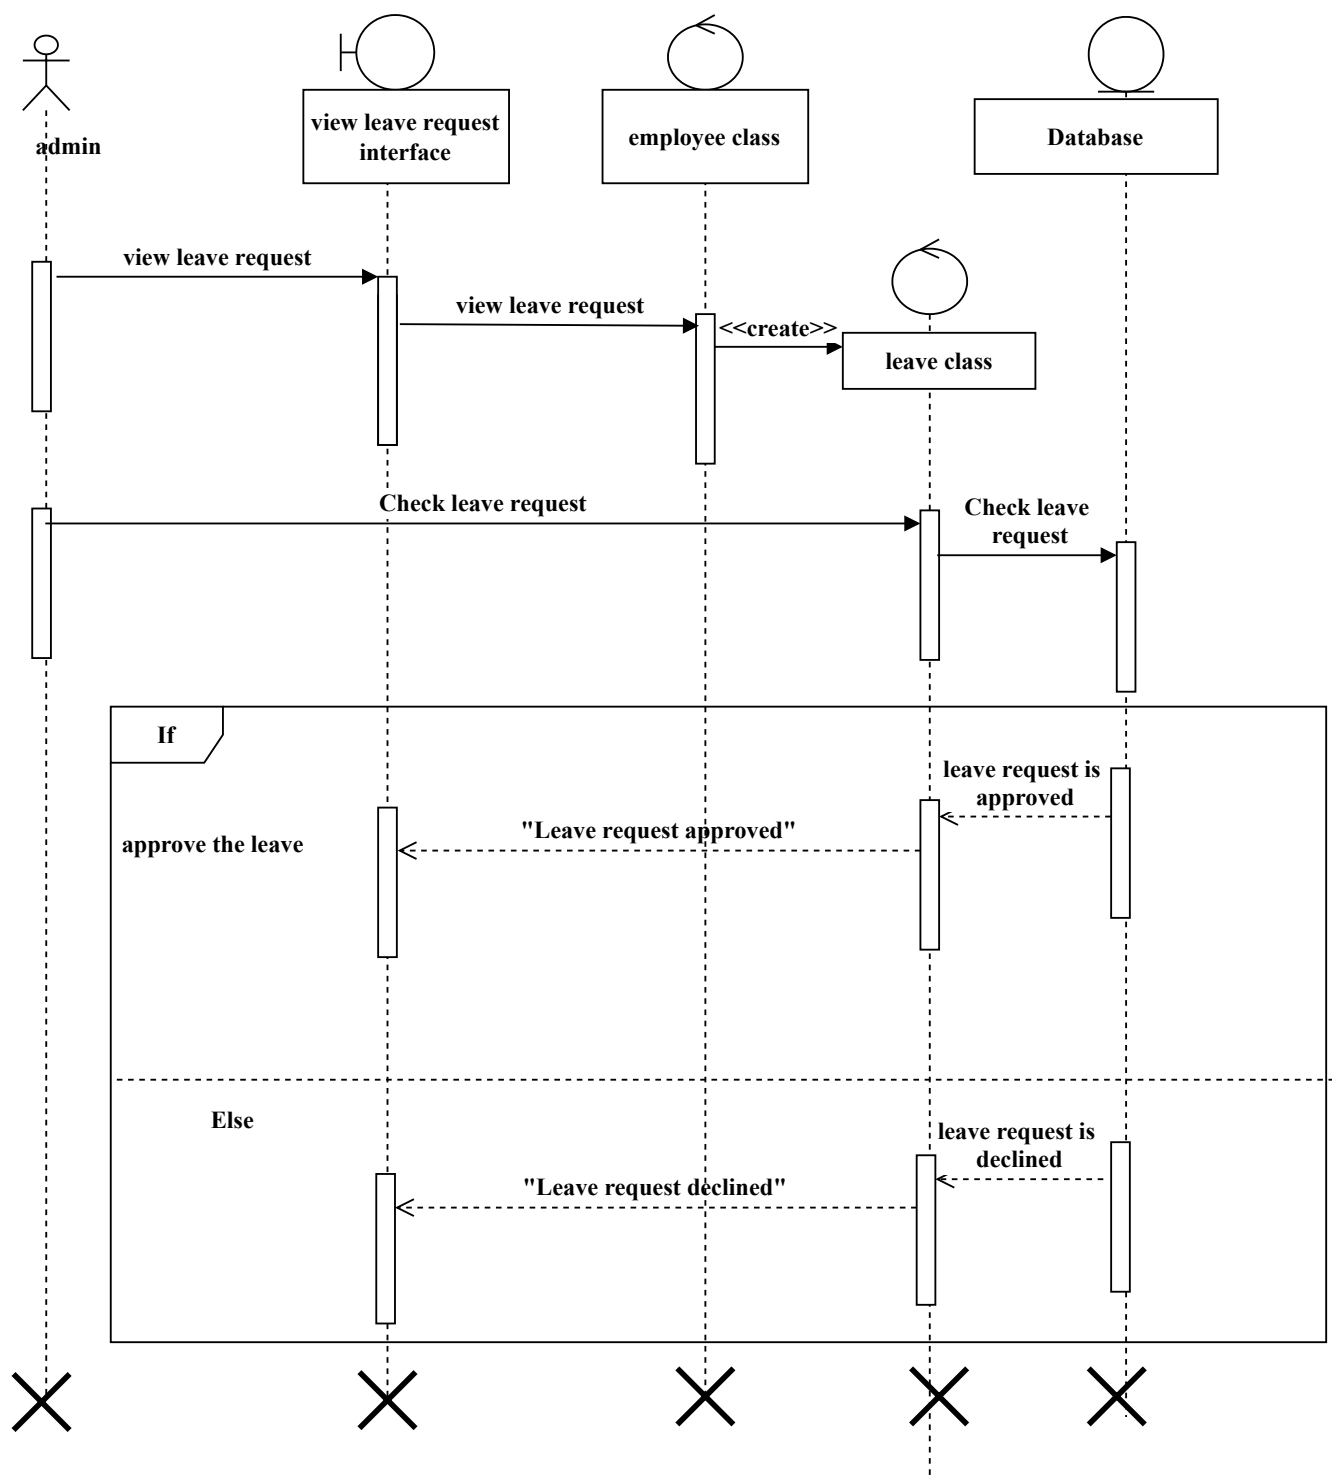 admin
view leave request
interface
employee class
Database
view leave request
view leave request
<<create>>
leave class
Check leave request
Check leave
request
If
leave request is
approved
"Leave request approved"
approve the leave
Else
leave request is
declined
"Leave request declined"